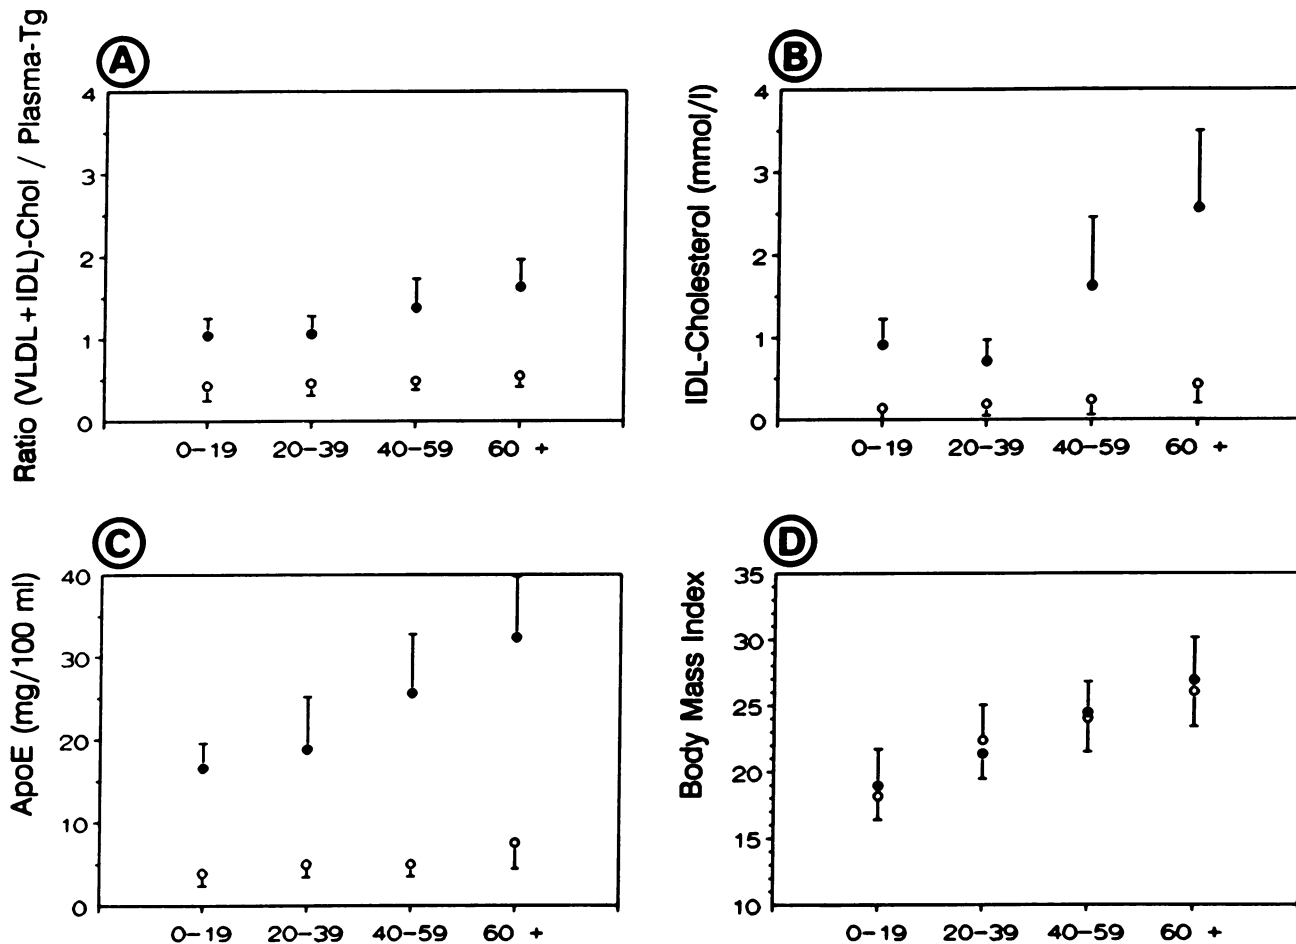 A
Ratio (VLDL+IDL)-Chol / Plasma-Tg
4
3
2
1
0
0-19 20-39 40-59 60 +
B
IDL-Cholesterol (mmol/l)
4
3
2
1
0
0-19 20-39 40-59 60 +
C
ApoE (mg/100 ml)
40
30
20
10
0
0-19 20-39 40-59 60 +
D
Body Mass Index
35
30
25
20
15
10
0-19 20-39 40-59 60 +